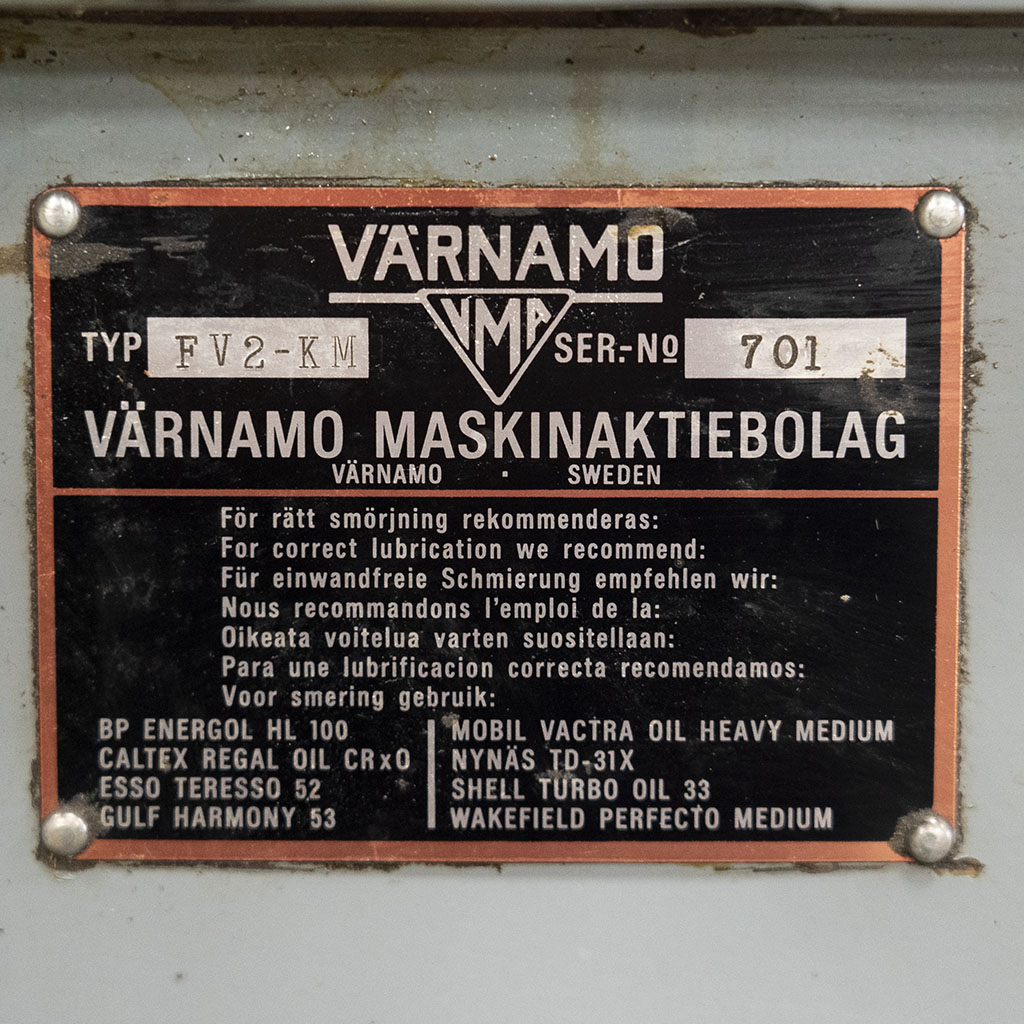 VÄRNAMO
VMA
TYP FV2-KM SER.-No 701
VÄRNAMO MASKINAKTIEBOLAG
VÄRNAMO · SWEDEN
För rätt smörjning rekommenderas:
For correct lubrication we recommend:
Für einwandfreie Schmierung empfehlen wir:
Nous recommandons l'emploi de la:
Oikeata voitelua varten suositellaan:
Para une lubrificacion correcta recomendamos:
Voor smering gebruik:
BP ENERGOL HL 100
CALTEX REGAL OIL CRxO
ESSO TERESSO 52
GULF HARMONY 53
MOBIL VACTRA OIL HEAVY MEDIUM
NYNÄS TD-31X
SHELL TURBO OIL 33
WAKEFIELD PERFECTO MEDIUM